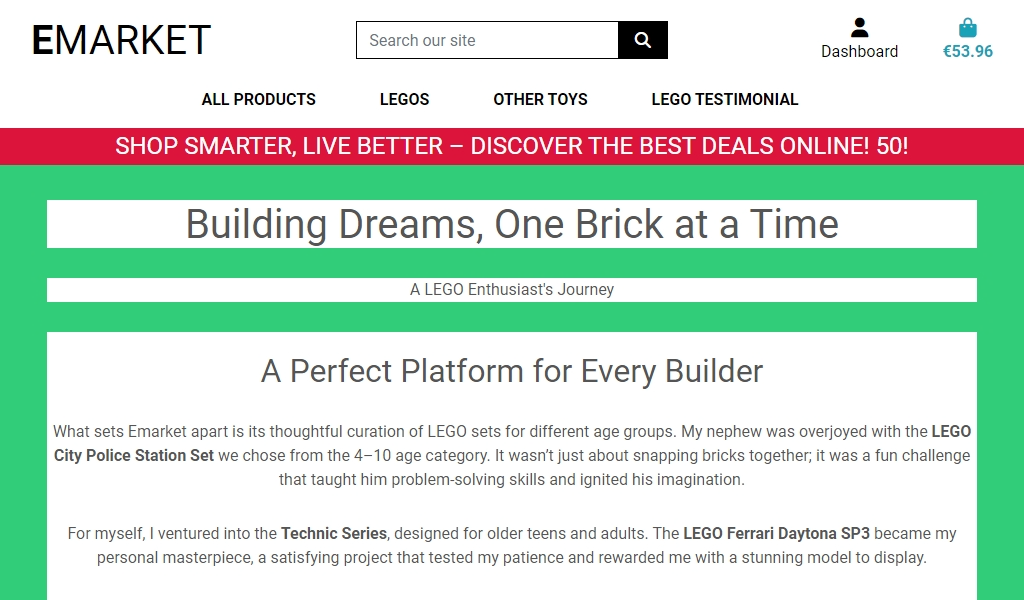 EMARKET
Search our site
Dashboard
€53.96
ALL PRODUCTS
LEGOS
OTHER TOYS
LEGO TESTIMONIAL
SHOP SMARTER, LIVE BETTER – DISCOVER THE BEST DEALS ONLINE! 50!
Building Dreams, One Brick at a Time
A LEGO Enthusiast's Journey
A Perfect Platform for Every Builder
What sets Emarket apart is its thoughtful curation of LEGO sets for different age groups. My nephew was overjoyed with the LEGO
City Police Station Set we chose from the 4–10 age category. It wasn’t just about snapping bricks together; it was a fun challenge
that taught him problem-solving skills and ignited his imagination.
For myself, I ventured into the Technic Series, designed for older teens and adults. The LEGO Ferrari Daytona SP3 became my
personal masterpiece, a satisfying project that tested my patience and rewarded me with a stunning model to display.